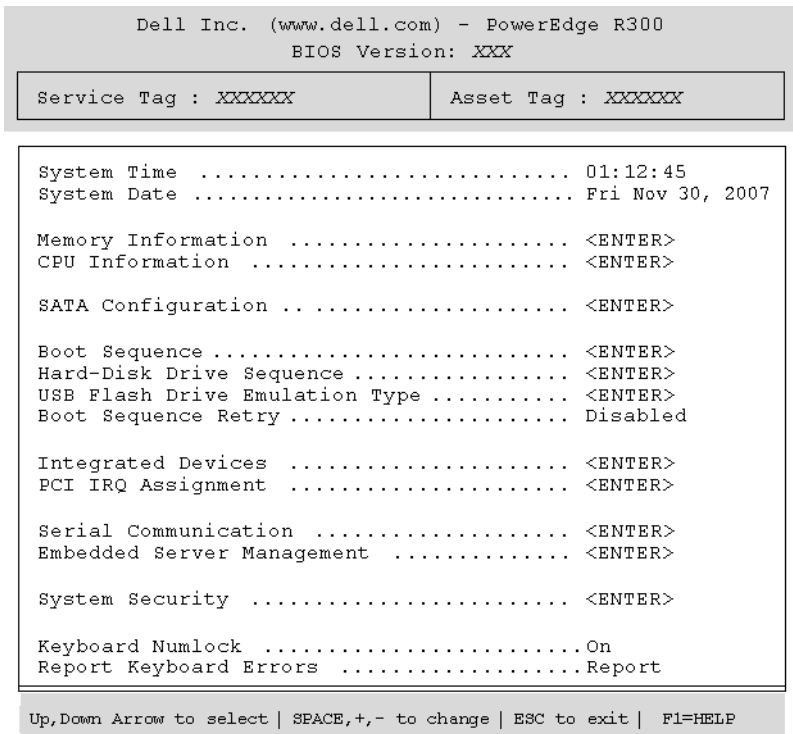 Dell Inc. (www.dell.com) - PowerEdge R300
BIOS Version: XXX
Service Tag : XXXXXX Asset Tag : XXXXXX
System Time ............................. 01:12:45
System Date ................................. Fri Nov 30, 2007
Memory Information ...................... <ENTER>
CPU Information ......................... <ENTER>
SATA Configuration .. .................... <ENTER>
Boot Sequence ............................ <ENTER>
Hard-Disk Drive Sequence ................. <ENTER>
USB Flash Drive Emulation Type ........... <ENTER>
Boot Sequence Retry ...................... Disabled
Integrated Devices ...................... <ENTER>
PCI IRQ Assignment ...................... <ENTER>
Serial Communication .................... <ENTER>
Embedded Server Management .............. <ENTER>
System Security ......................... <ENTER>
Keyboard Numlock .........................On
Report Keyboard Errors ...................Report
Up,Down Arrow to select | SPACE,+,- to change | ESC to exit | F1=HELP